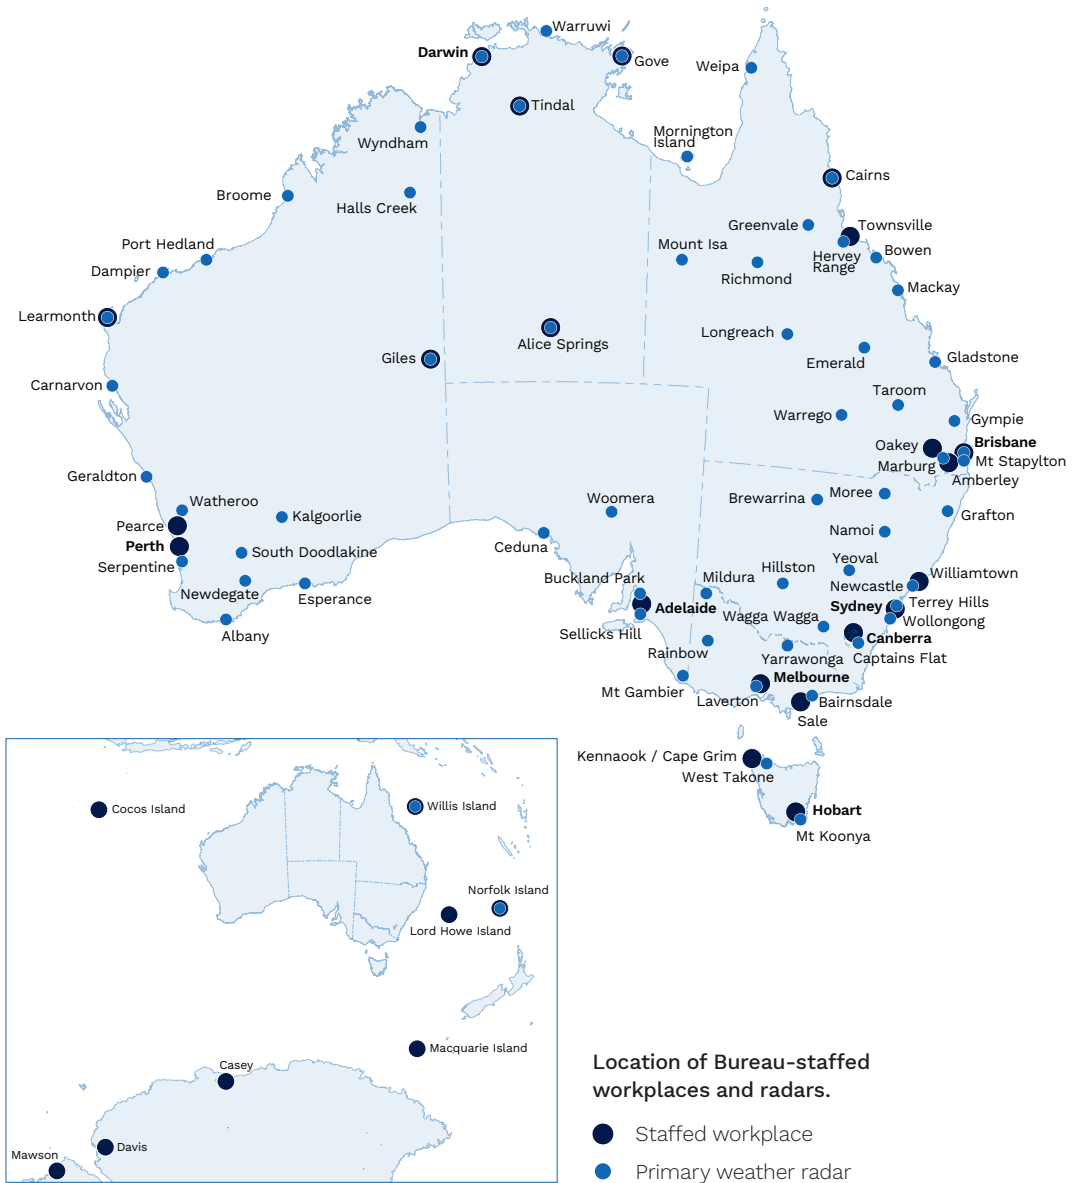 Warruwi
Darwin
Gove
Weipa
Tindal
Mornington
Island
Wyndham
Cairns
Broome
Halls Creek
Greenvale
Townsville
Port Hedland
Mount Isa
Hervey
Range
Bowen
Dampier
Richmond
Mackay
Learmonth
Longreach
Alice Springs
Giles
Emerald
Gladstone
Carnarvon
Taroom
Warrego
Gympie
Oakey
Brisbane
Marburg
Mt Stapylton
Geraldton
Amberley
Watheroo
Woomera
Brewarrina
Moree
Pearce
Kalgoorlie
Grafton
Perth
Ceduna
Namoi
South Doodlakine
Serpentine
Yeoval
Hillston
Buckland Park
Mildura
Williamtown
Newcastle
Newdegate
Esperance
Adelaide
Sydney
Terrey Hills
Wagga Wagga
Wollongong
Albany
Sellicks Hill
Canberra
Rainbow
Yarrawonga
Captains Flat
Melbourne
Mt Gambier
Laverton
Bairnsdale
Sale
Kennaook / Cape Grim
West Takone
Hobart
Mt Koonya
Cocos Island
Willis Island
Norfolk Island
Lord Howe Island
Macquarie Island
Casey
Davis
Mawson
Location of Bureau-staffed
workplaces and radars.
Staffed workplace
Primary weather radar